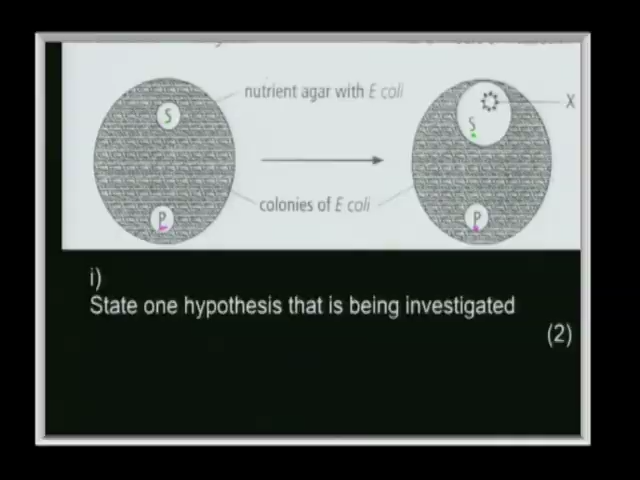 nutrient agar with E coli
S
X
S
colonies of E coli
P
P
i)
State one hypothesis that is being investigated
(2)